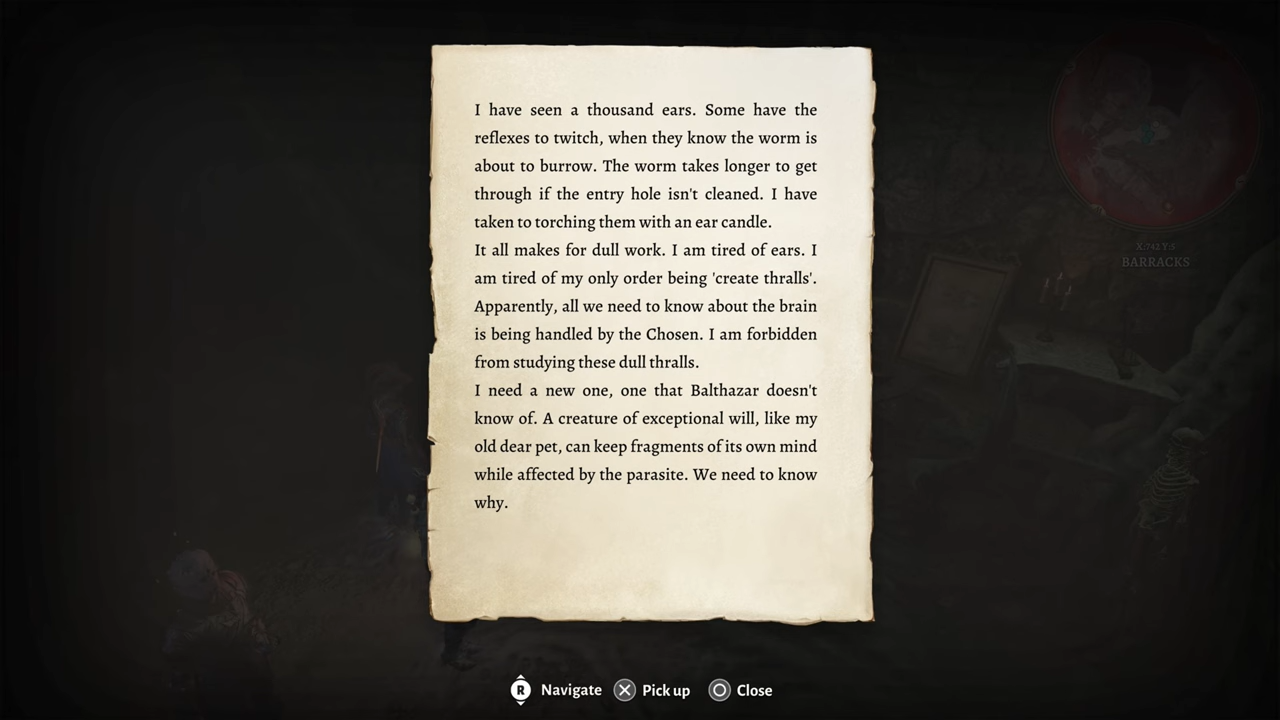 I have seen a thousand ears. Some have the
reflexes to twitch, when they know the worm is
about to burrow. The worm takes longer to get
through if the entry hole isn't cleaned. I have
taken to torching them with an ear candle.
It all makes for dull work. I am tired of ears. I
am tired of my only order being 'create thralls'.
Apparently, all we need to know about the brain
is being handled by the Chosen. I am forbidden
from studying these dull thralls.
I need a new one, one that Balthazar doesn't
know of. A creature of exceptional will, like my
old dear pet, can keep fragments of its own mind
while affected by the parasite. We need to know
why.
BARRACKS
R Navigate Pick up Close